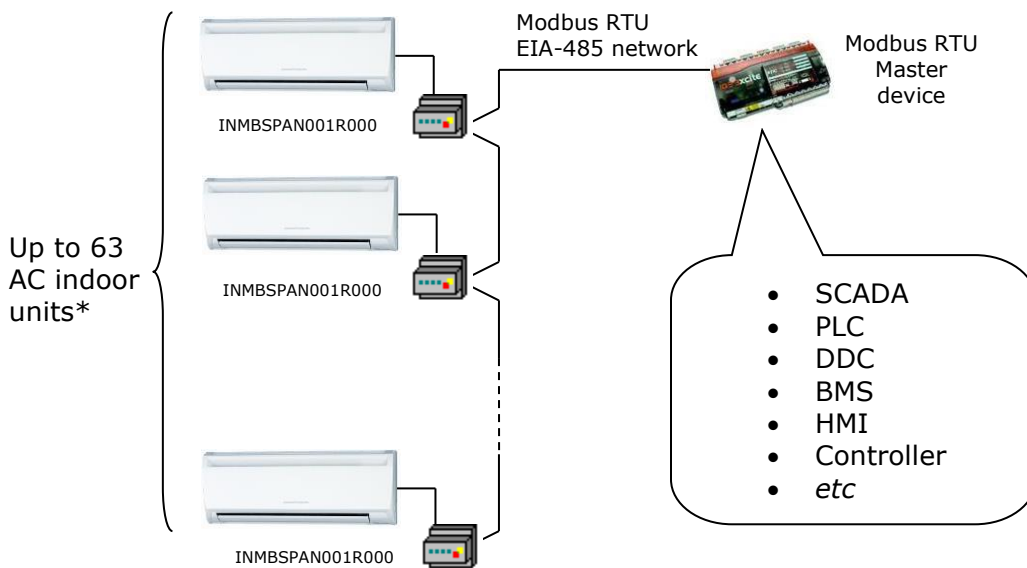 Modbus RTU
EIA-485 network
Modbus RTU
Master
device
INMBSPAN001R000
INMBSPAN001R000
Up to 63
AC indoor
units*
• SCADA
• PLC
• DDC
• BMS
• HMI
• Controller
• etc
INMBSPAN001R000